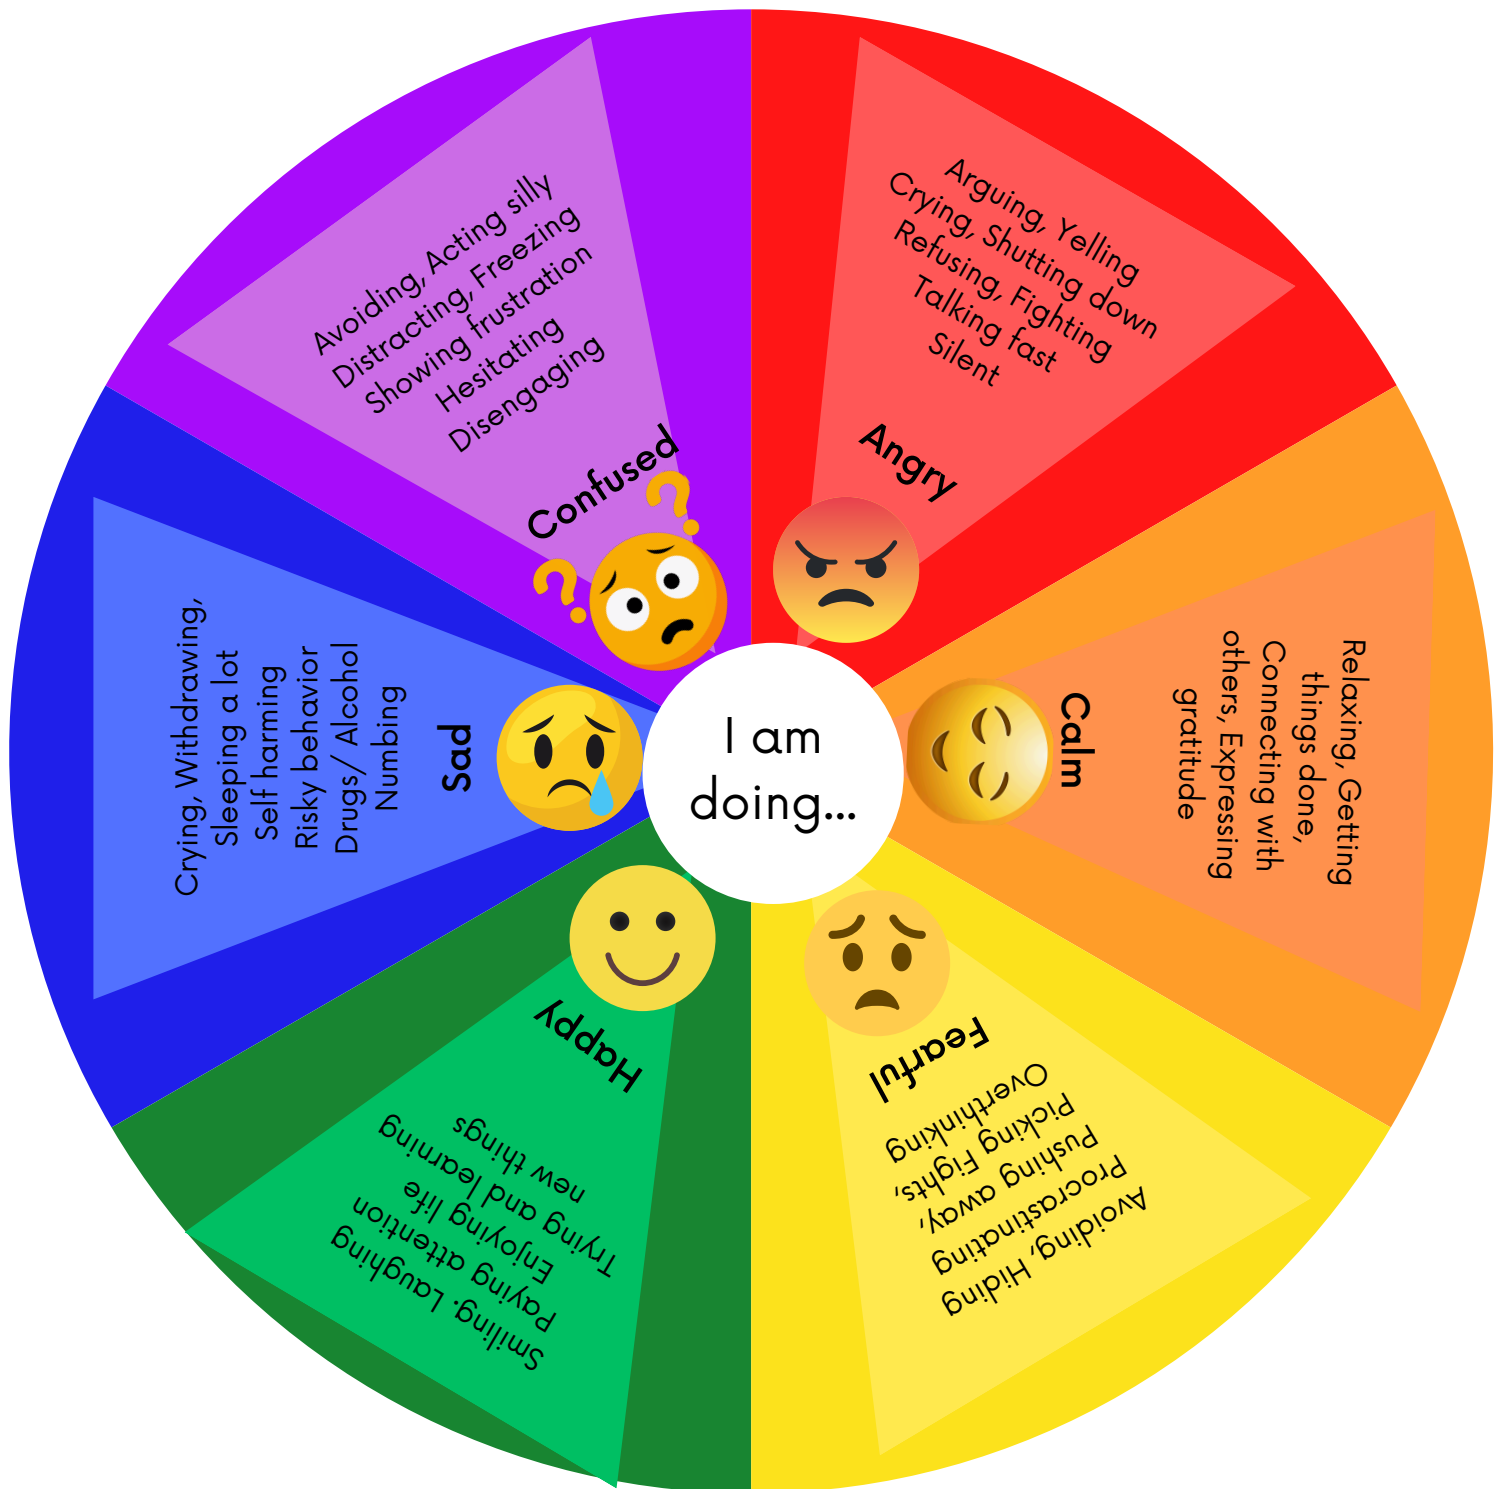 I am
doing...
Arguing, Yelling
Crying, Shutting down
Refusing, Fighting
Talking fast
Silent
Angry
Relaxing, Getting
things done,
Connecting with
others, Expressing
gratitude
Calm
Fearful
Overthinking
Picking Fights,
Pushing away,
Procrastinating
Avoiding, Hiding
Happy
new things
Trying and learning
Enjoying life
Paying attention
Smiling. Laughing
Crying, Withdrawing,
Sleeping a lot
Self harming
Risky behavior
Drugs/ Alcohol
Numbing
Sad
Avoiding, Acting silly
Distracting, Freezing
Showing frustration
Hesitating
Disengaging
Confused